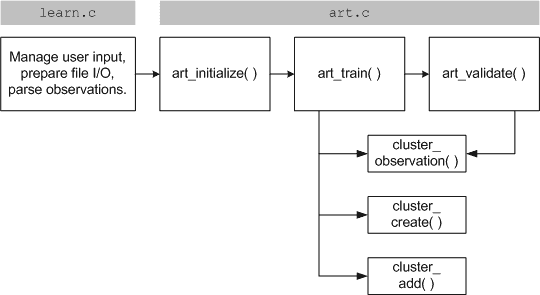 learn.c
art.c
Manage user input,
prepare file I/O,
parse observations.
art_initialize( )
art_train( )
art_validate( )
cluster_
observation( )
cluster_
create( )
cluster_
add( )